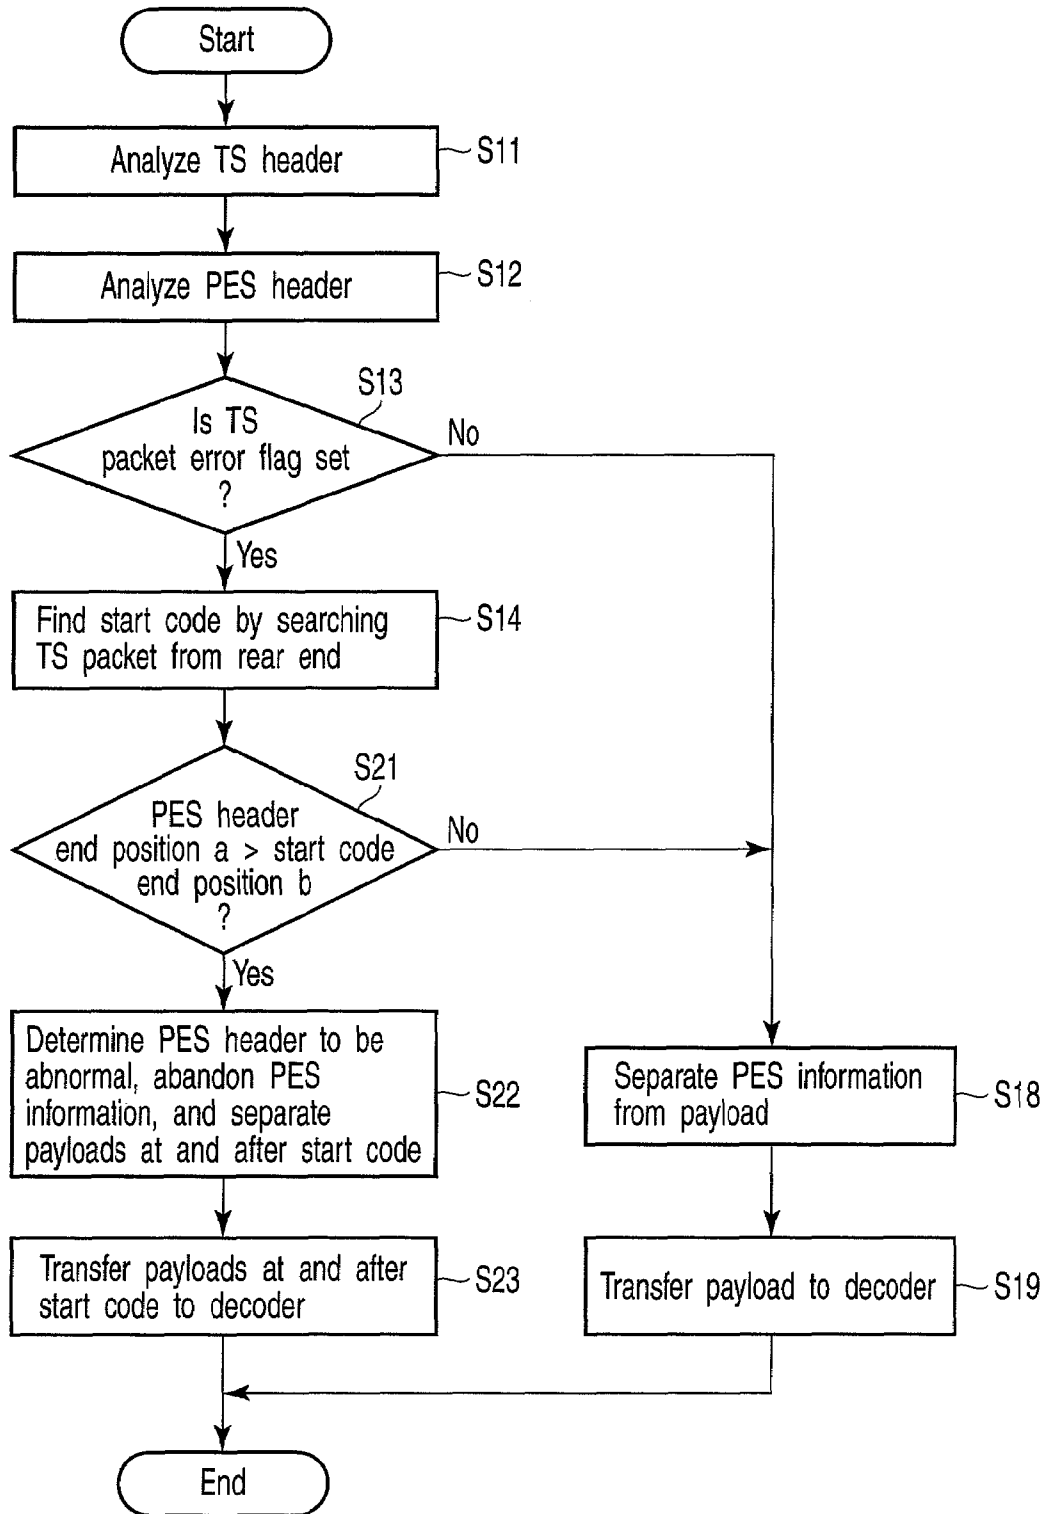 Start
Analyze TS header
S11
Analyze PES header
S12
S13
Is TS
packet error flag set
?
No
Yes
Find start code by searching
TS packet from rear end
S14
S21
PES header
end position a > start code
end position b
?
No
Yes
Determine PES header to be
abnormal, abandon PES
information, and separate
payloads at and after start code
S22
Separate PES information
from payload
S18
Transfer payloads at and after
start code to decoder
S23
Transfer payload to decoder
S19
End